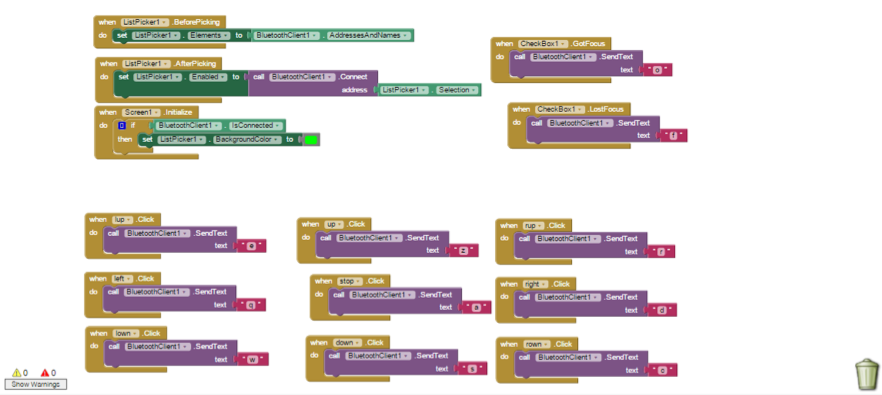 when ListPicker1 .BeforePicking
do set ListPicker1 . Elements to BluetoothClient1 . AddressesAndNames
when ListPicker1 .AfterPicking
do set ListPicker1 . Enabled to call BluetoothClient1 .Connect
address ListPicker1 . Selection
when Screen1 .Initialize
do if BluetoothClient1 . IsConnected
then set ListPicker1 . BackgroundColor to
when CheckBox1 .GotFocus
do call BluetoothClient1 .SendText
text
when CheckBox1 .LostFocus
do call BluetoothClient1 .SendText
text " f "
when lup .Click
do call BluetoothClient1 .SendText
text
when up .Click
do call BluetoothClient1 .SendText
text " z "
when rup .Click
do call BluetoothClient1 .SendText
text
when left .Click
do call BluetoothClient1 .SendText
text " q "
when stop .Click
do call BluetoothClient1 .SendText
text
when right .Click
do call BluetoothClient1 .SendText
text " d "
when lown .Click
do call BluetoothClient1 .SendText
text " w "
when down .Click
do call BluetoothClient1 .SendText
text " s "
when rown .Click
do call BluetoothClient1 .SendText
text " c "
0 0
Show Warnings